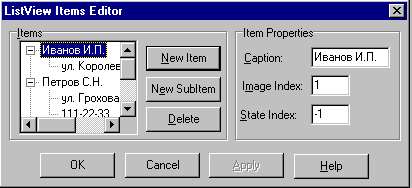 ListView Items Editor
Items
Иванов И.П.
ул. Королев
Петров С.Н.
ул. Грохова
111-22-33
New Item
New SubItem
Delete
Item Properties
Caption: Иванов И.П.
Image Index: 1
State Index: -1
OK Cancel Apply Help